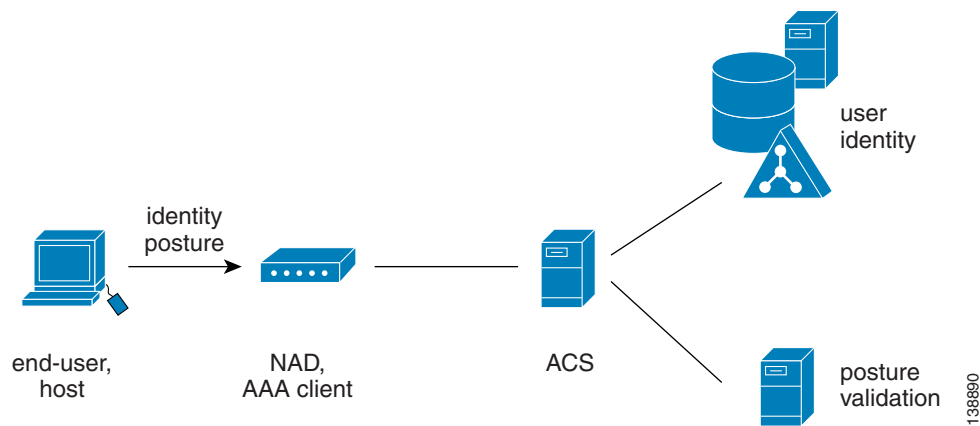 user
identity
identity
posture
end-user,
host
NAD,
AAA client
ACS
posture
validation
138890